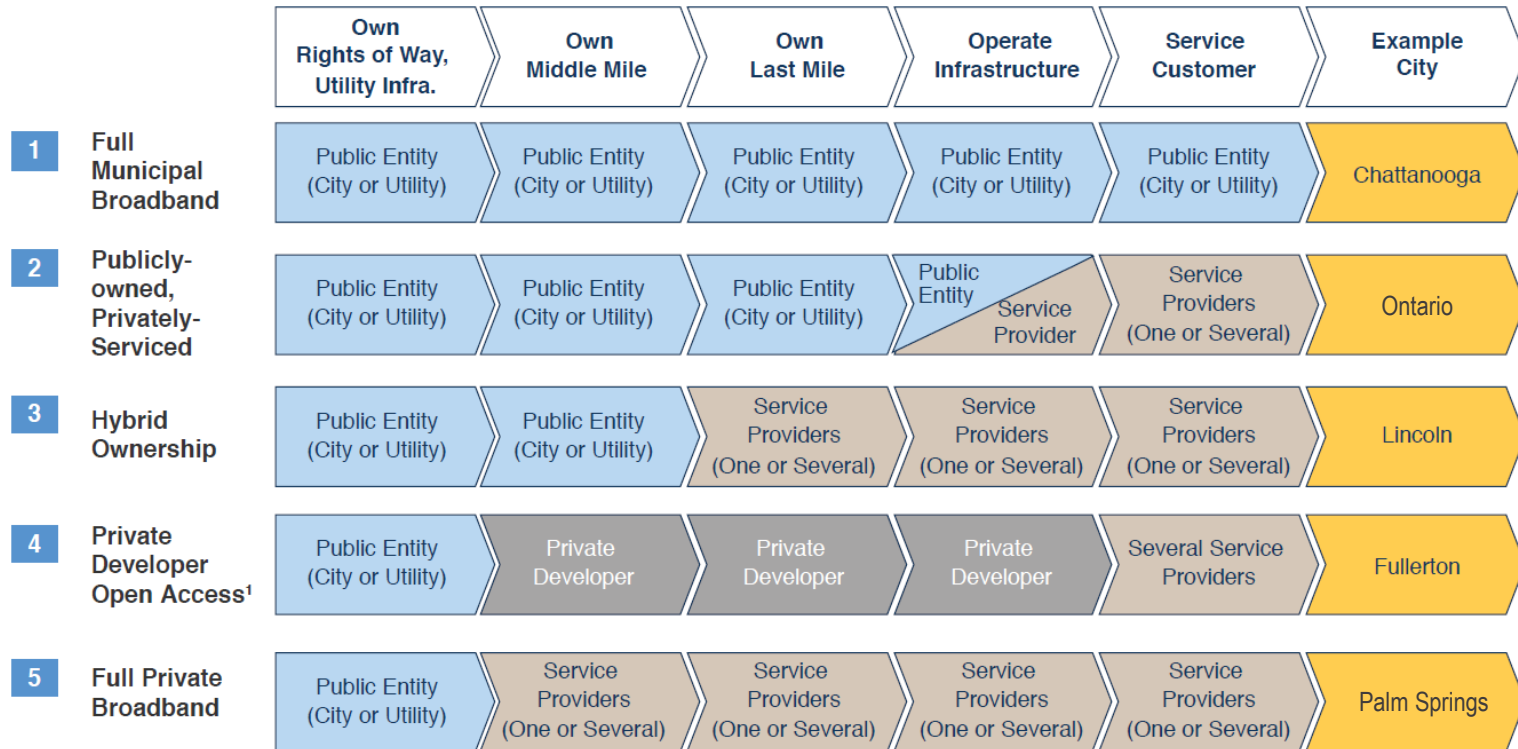 Own
Rights of Way,
Utility Infra.
Own
Middle Mile
Own
Last Mile
Operate
Infrastructure
Service
Customer
Example
City
1
Full
Municipal
Broadband
Public Entity
(City or Utility)
Public Entity
(City or Utility)
Public Entity
(City or Utility)
Public Entity
(City or Utility)
Public Entity
(City or Utility)
Chattanooga
2
Publicly-
owned,
Privately-
Serviced
Public Entity
(City or Utility)
Public Entity
(City or Utility)
Public Entity
(City or Utility)
Public
Entity
Service
Provider
Service
Providers
(One or Several)
Ontario
3
Hybrid
Ownership
Public Entity
(City or Utility)
Public Entity
(City or Utility)
Service
Providers
(One or Several)
Service
Providers
(One or Several)
Service
Providers
(One or Several)
Lincoln
4
Private
Developer
Open Access¹
Public Entity
(City or Utility)
Private
Developer
Private
Developer
Private
Developer
Several Service
Providers
Fullerton
5
Full Private
Broadband
Public Entity
(City or Utility)
Service
Providers
(One or Several)
Service
Providers
(One or Several)
Service
Providers
(One or Several)
Service
Providers
(One or Several)
Palm Springs